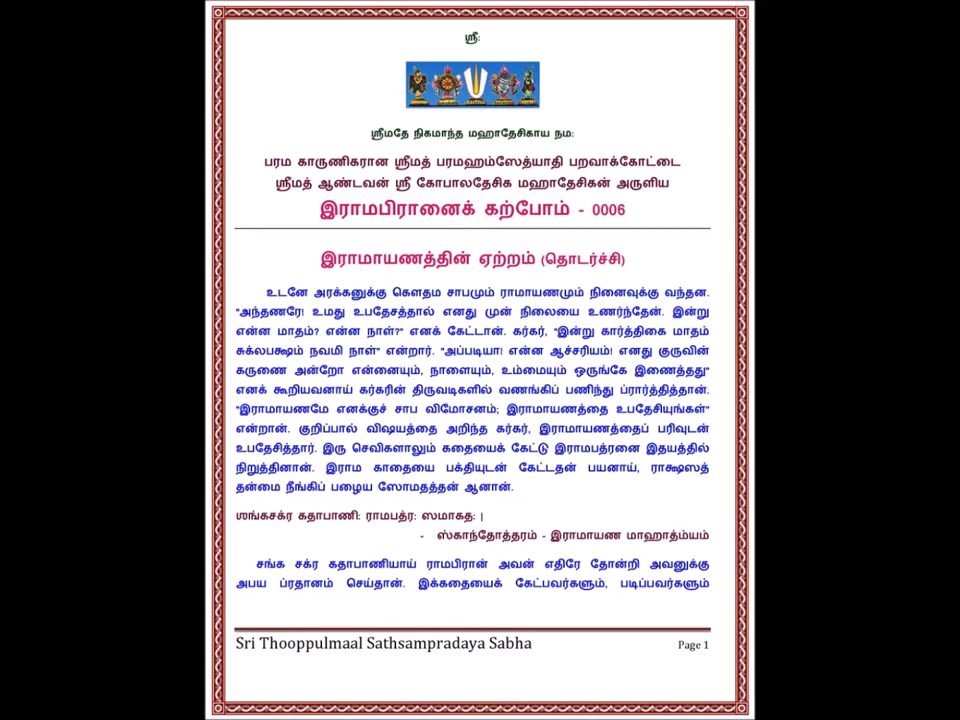 ஸ்ரீ:
ஸ்ரீமதே நிகமாந்த மஹாதேசிகாய நம:
பரம காருணிகரான ஸ்ரீமத் பரமஹம்ஸேத்யாதி பறவாக்கோட்டை
ஸ்ரீமத் ஆண்டவன் ஸ்ரீ கோபாலதேசிக மஹாதேசிகன் அருளிய
இராமபிரானைக் கற்போம் - 0006
இராமாயணத்தின் ஏற்றம் (தொடர்ச்சி)
உடனே அரக்கனுக்கு கௌதம சாபமும் ராமாயணமும் நினைவுக்கு வந்தன.
"அந்தணரே! உமது உபதேசத்தால் எனது முன் நிலையை உணர்ந்தேன். இன்று
என்ன மாதம்? என்ன நாள்?" எனக் கேட்டான். கர்கர், "இன்று கார்த்திகை மாதம்
சுக்லபக்ஷம் நவமி நாள்" என்றார். "அப்படியா! என்ன ஆச்சரியம்! எனது குருவின்
கருணை அன்றோ என்னையும், நாளையும், உம்மையும் ஒருங்கே இணைத்தது"
எனக் கூறியவனாய் கர்கரின் திருவடிகளில் வணங்கிப் பணிந்து ப்ரார்த்தித்தான்.
"இராமாயணமே எனக்குச் சாப விமோசனம்; இராமாயணத்தை உபதேசியுங்கள்"
என்றான். குறிப்பால் விஷயத்தை அறிந்த கர்கர், இராமாயணத்தைப் பரிவுடன்
உபதேசித்தார். இரு செவிகளாலும் கதையைக் கேட்டு இராமபத்ரனை இதயத்தில்
நிறுத்தினான். இராம காதையை பக்தியுடன் கேட்டதன் பயனாய், ராக்ஷஸத்
தன்மை நீங்கிப் பழைய ஸோமதத்தன் ஆனான்.
ஶங்கசக்ர கதாபாணி: ராமபத்ர: ஸமாகத: |
- ஸ்காந்தோத்தரம் - இராமாயண மாஹாத்ம்யம்
சங்க சக்ர கதாபாணியாய் ராமபிரான் அவன் எதிரே தோன்றி அவனுக்கு
அபய ப்ரதானம் செய்தான். இக்கதையைக் கேட்பவர்களும், படிப்பவர்களும்
Sri Thooppulmaal Sathsampradaya Sabha Page 1